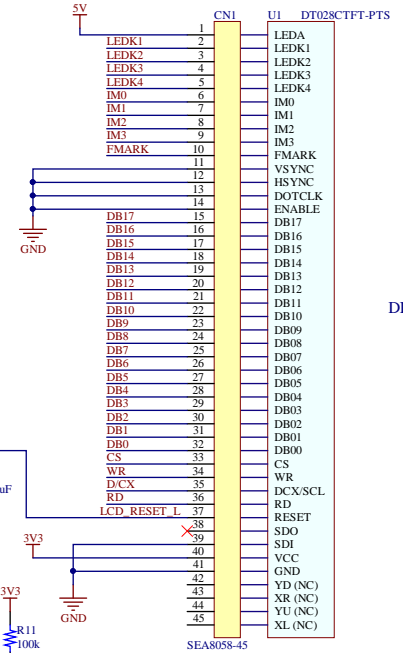 5V
CN1 U1 DT028CTFT-PTS
1 LEDA
LEDK1 2 LEDK1
LEDK2 3 LEDK2
LEDK3 4 LEDK3
LEDK4 5 LEDK4
IM0 6 IM0
IM1 7 IM1
IM2 8 IM2
IM3 9 IM3
FMARK 10 FMARK
11 VSYNC
12 HSYNC
13 DOTCLK
14 ENABLE
DB17 15 DB17
DB16 16 DB16
DB15 17 DB15
GND
DB14 18 DB14
DB13 19 DB13
DB12 20 DB12
DB11 21 DB11
DB10 22 DB10
DB9 23 DB09
DB8 24 DB08
DB7 25 DB07
DB6 26 DB06
DB5 27 DB05
DB4 28 DB04
DB3 29 DB03
DB2 30 DB02
DB1 31 DB01
DB0 32 DB00
CS 33 CS
WR 34 WR
uF D/CX 35 DCX/SCL
RD 36 RD
LCD_RESET_L 37 RESET
38 SDO
3V3 39 SDI
40 VCC
41 GND
42 YD (NC)
3V3 43 XR (NC)
44 YU (NC)
GND 45 XL (NC)
R11
100k SEA8058-45